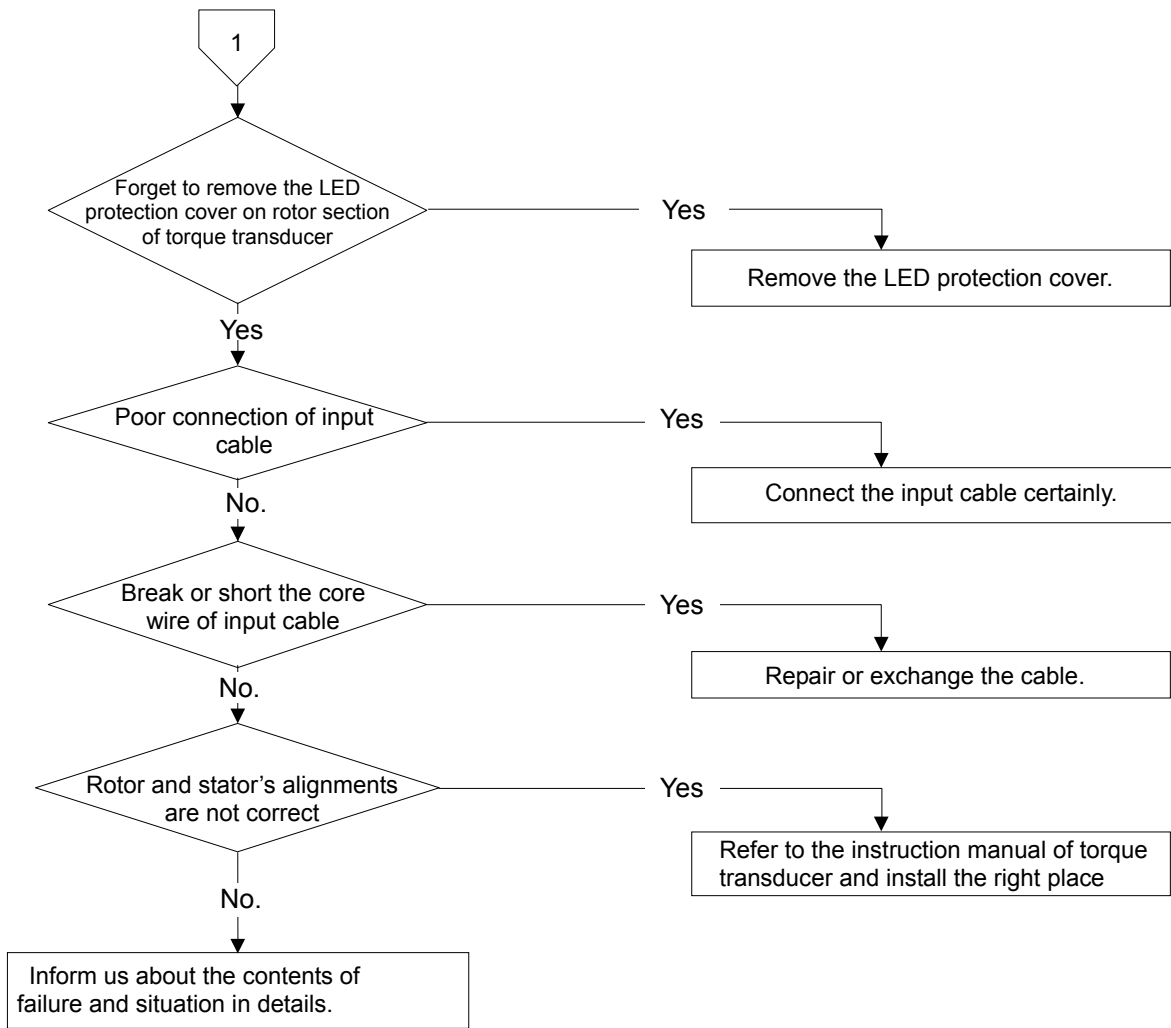 1
Forget to remove the LED
protection cover on rotor section
of torque transducer
Yes
Remove the LED protection cover.
Yes
Poor connection of input
cable
Yes
Connect the input cable certainly.
No.
Break or short the core
wire of input cable
Yes
Repair or exchange the cable.
No.
Rotor and stator’s alignments
are not correct
Yes
Refer to the instruction manual of torque
transducer and install the right place
No.
Inform us about the contents of
failure and situation in details.